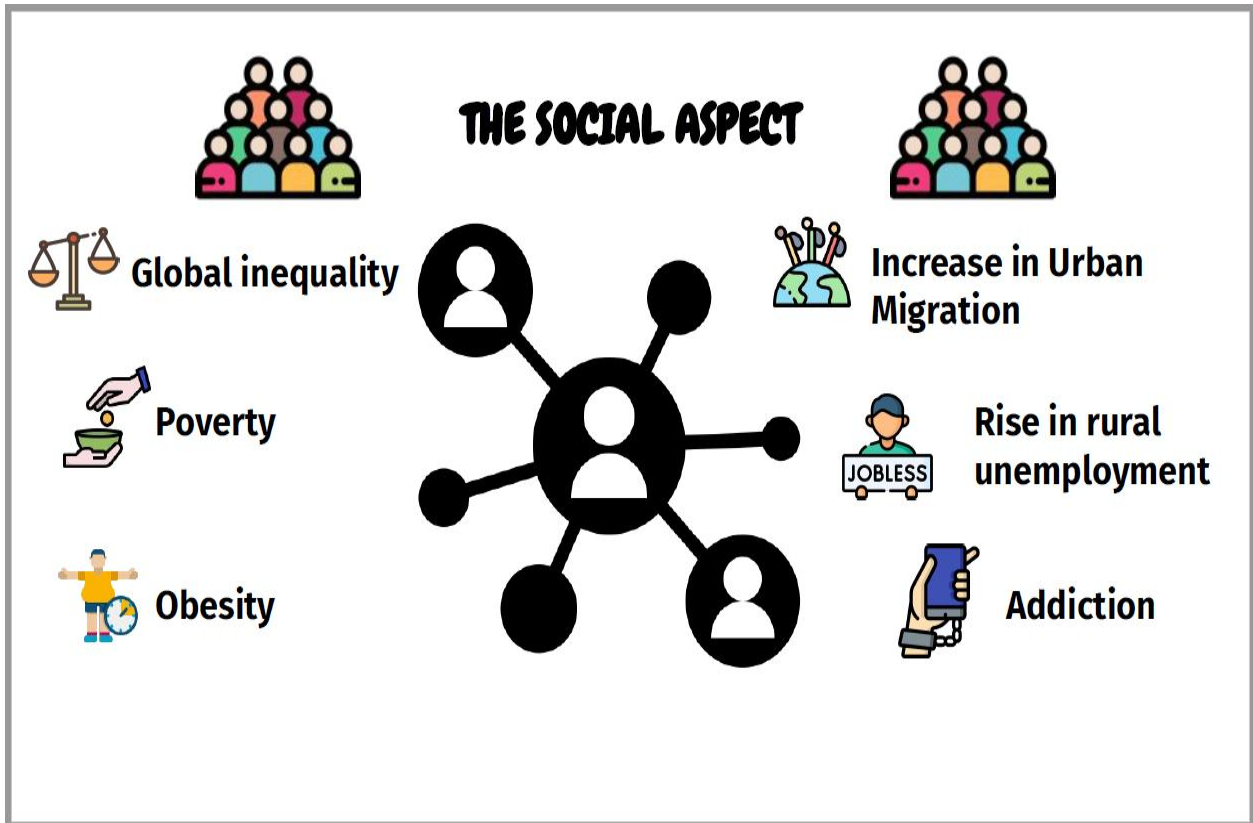 THE SOCIAL ASPECT
Global inequality
Poverty
Obesity
Increase in Urban
Migration
JOBLESS
Rise in rural
unemployment
Addiction